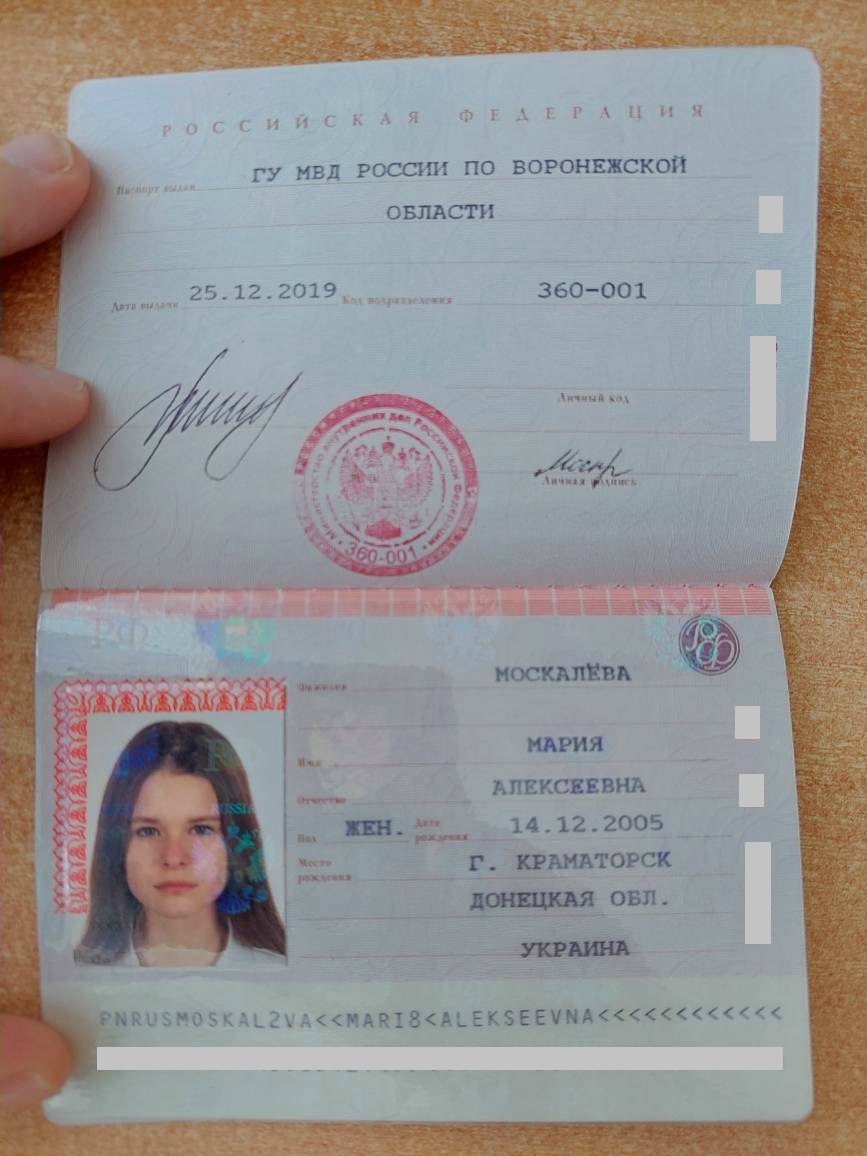 РОССИЙСКАЯ ФЕДЕРАЦИЯ
Паспорт выдан ГУ МВД РОССИИ ПО ВОРОНЕЖСКОЙ
ОБЛАСТИ
Дата выдачи 25.12.2019 Код подразделения 360-001
Личный код
Личная подпись
Министерство внутренних дел Российской Федерации
360-001
РФ
Фамилия МОСКАЛЁВА
Имя МАРИЯ
Отчество АЛЕКСЕЕВНА
Пол ЖЕН. Дата рождения 14.12.2005
Место рождения Г. КРАМАТОРСК
ДОНЕЦКАЯ ОБЛ.
УКРАИНА
RUSSIA
PNRUSMOSKAL2VA<<MARI8<ALEKSEEVNA<<<<<<<<<<<<